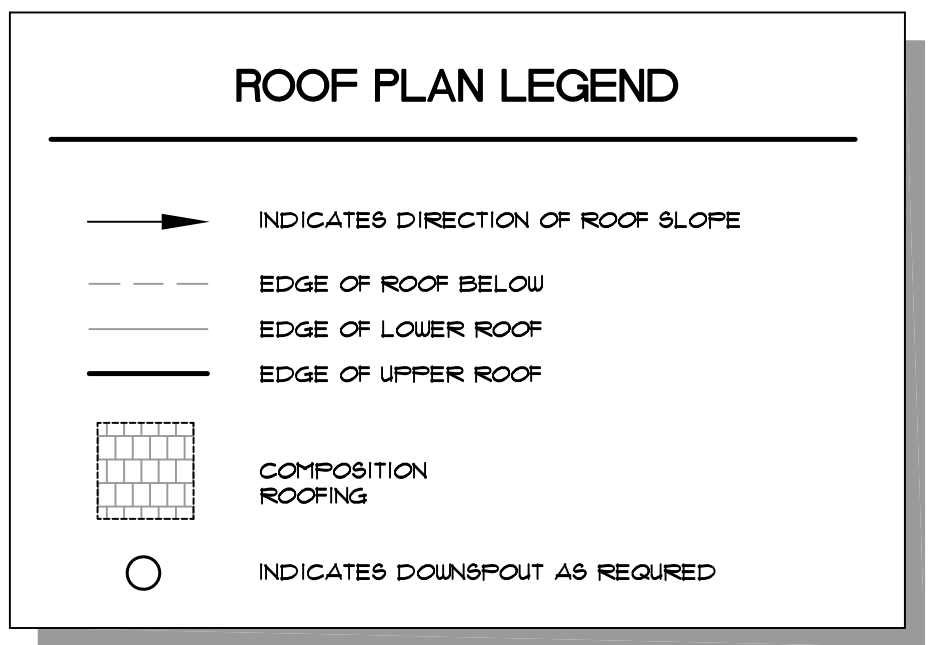 ROOF PLAN LEGEND
INDICATES DIRECTION OF ROOF SLOPE
EDGE OF ROOF BELOW
EDGE OF LOWER ROOF
EDGE OF UPPER ROOF
COMPOSITION
ROOFING
INDICATES DOWNSPOUT AS REQURED